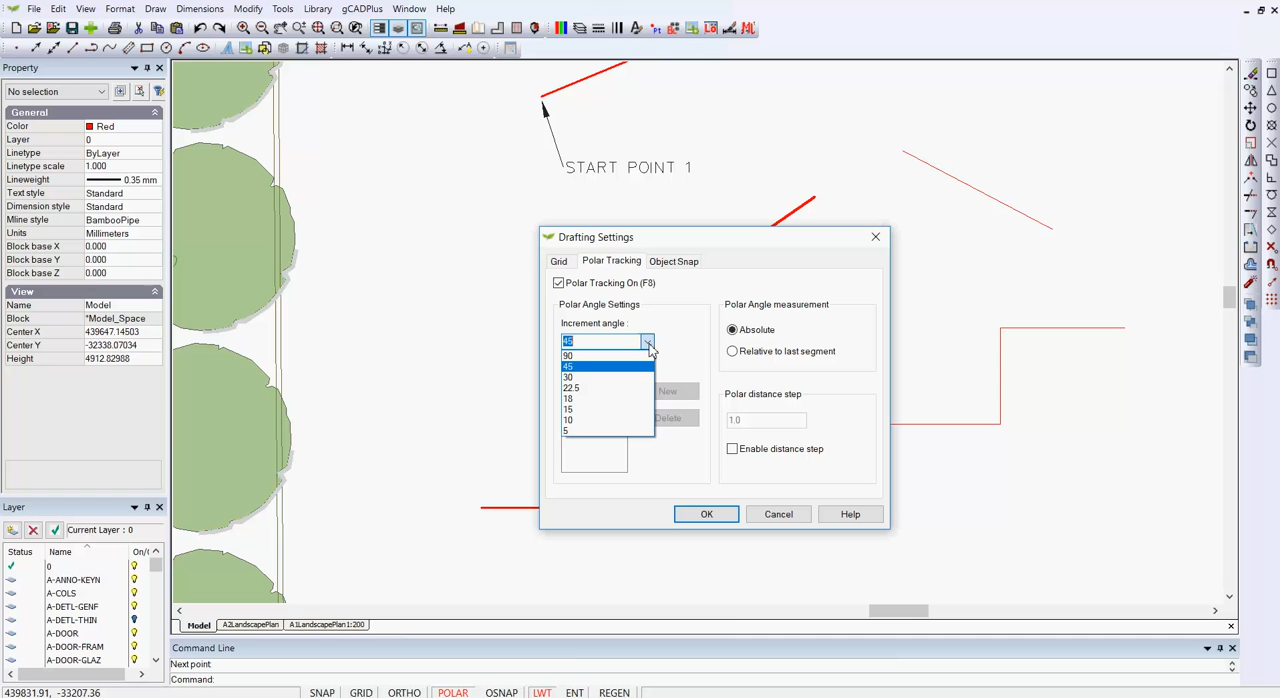 File Edit View Format Draw Dimensions Modify Tools Library gCADPlus Window Help
Property
No selection
General
Color Red
Layer 0
Linetype ByLayer
Linetype scale 1.000
Lineweight 0.35 mm
Text style Standard
Dimension style Standard
Mline style BambooPipe
Units Millimeters
Block base X 0.000
Block base Y 0.000
Block base Z 0.000
View
Name Model
Block *Model_Space
Center X 439647.14503
Center Y -32338.07034
Height 4912.82988
Layer
Current Layer : 0
Status Name On/(
0
A-ANNO-KEYN
A-COLS
A-DETL-GENF
A-DETL-THIN
A-DOOR
A-DOOR-FRAM
A-DOOR-GLAZ
START POINT 1
Drafting Settings
Grid Polar Tracking Object Snap
Polar Tracking On (F8)
Polar Angle Settings
Increment angle :
45
90
45
30
22.5
18
15
10
5
New
Delete
Polar Angle measurement
Absolute
Relative to last segment
Polar distance step
1.0
Enable distance step
OK Cancel Help
Model A2LandscapePlan A1LandscapePlan1:200
Command Line
Next point
Command:
439831.91, -33207.36 SNAP GRID ORTHO POLAR OSNAP LWT ENT REGEN